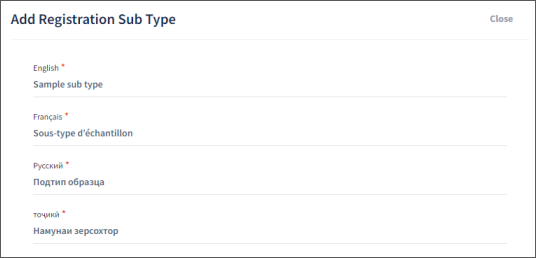 Add Registration Sub Type
Close
English *
Sample sub type
Français *
Sous-type d'échantillon
Русский *
Подтип образца
тоҷикӣ *
Намунаи зерсохтор